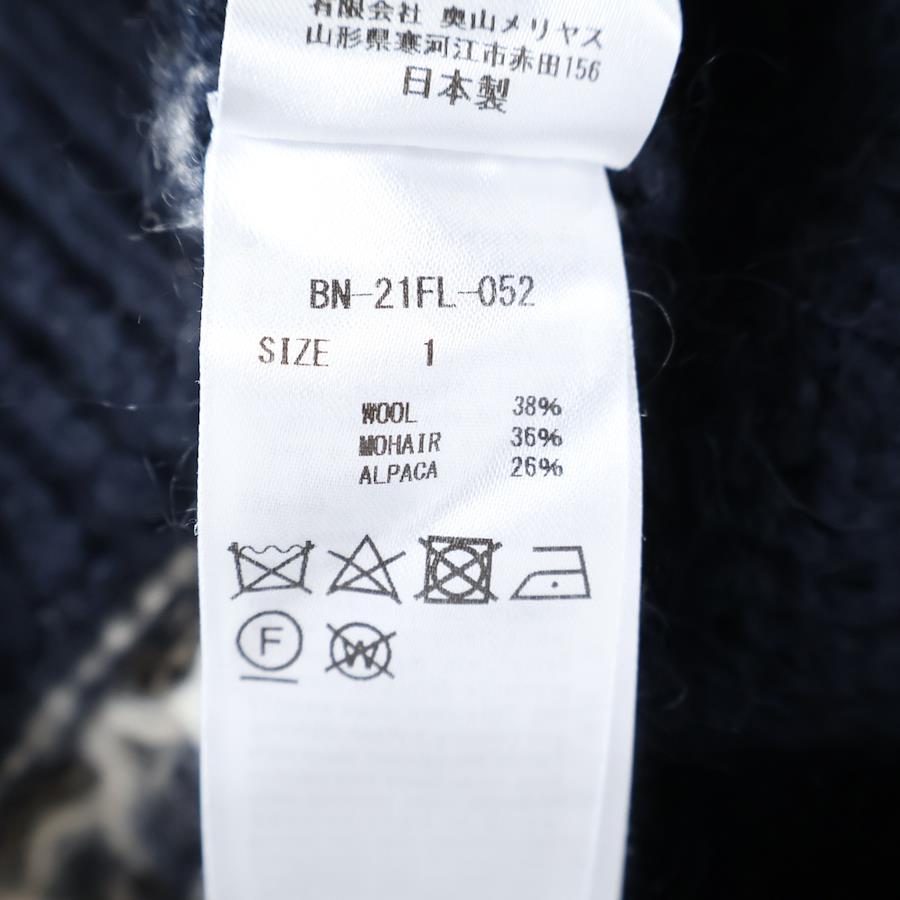 有限会社 奥山メリヤス
山形県寒河江市赤田156
日本製
BN-21FL-052
SIZE 1
WOOL 38%
MOHAIR 36%
ALPACA 26%
F
W